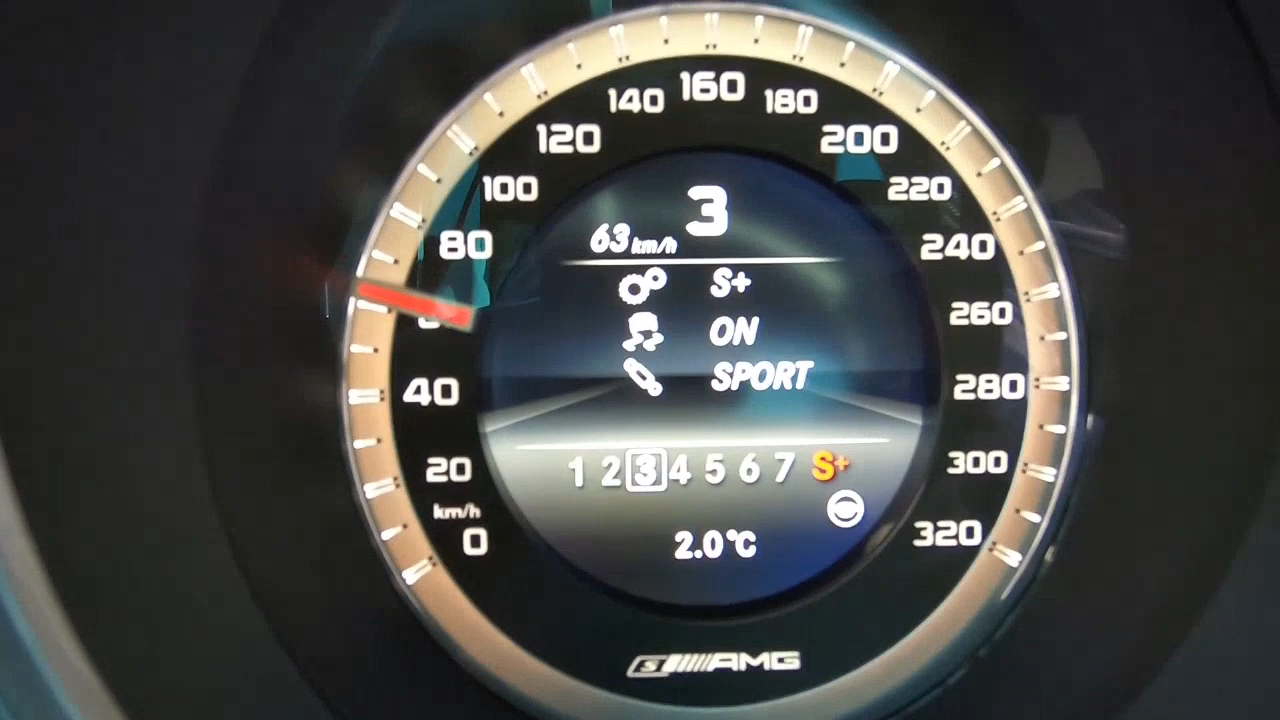 160
140 180
120 200
100 220
80 240
260
40 280
20 300
km/h
0 320
3
63 km/h
S+
ON
SPORT
1 2 3 4 5 6 7 S+
2.0°C
S AMG